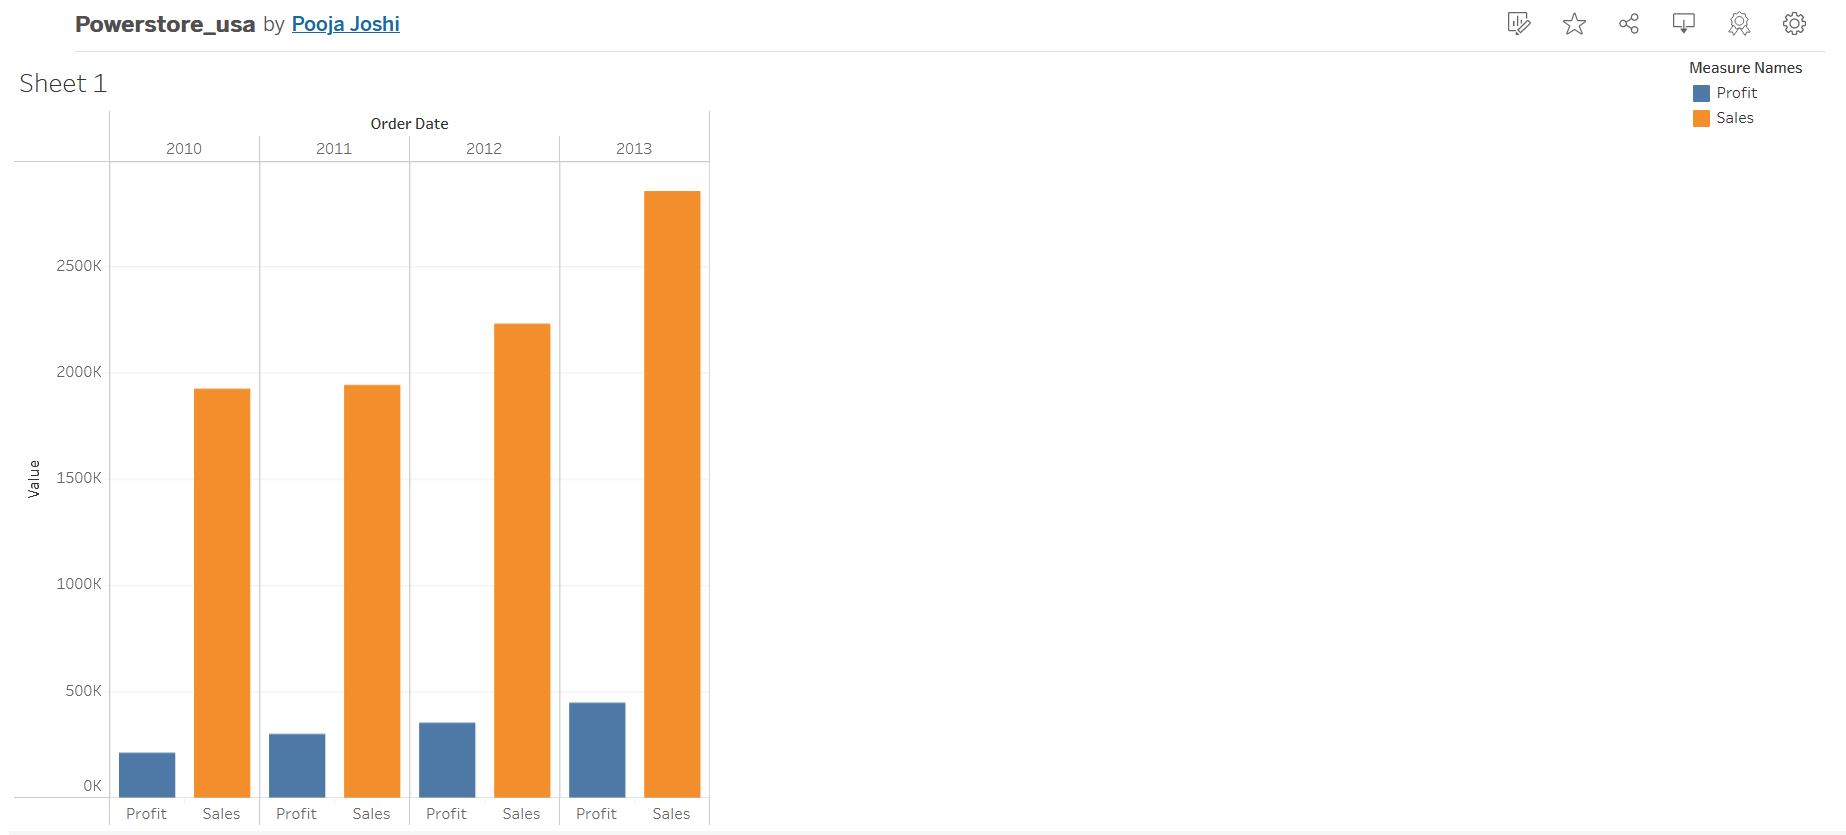 Powerstore_usa by Pooja Joshi
Sheet 1
Measure Names
Profit
Sales
Order Date
2010 2011 2012 2013
Value
2500K
2000K
1500K
1000K
500K
0K
Profit Sales Profit Sales Profit Sales Profit Sales